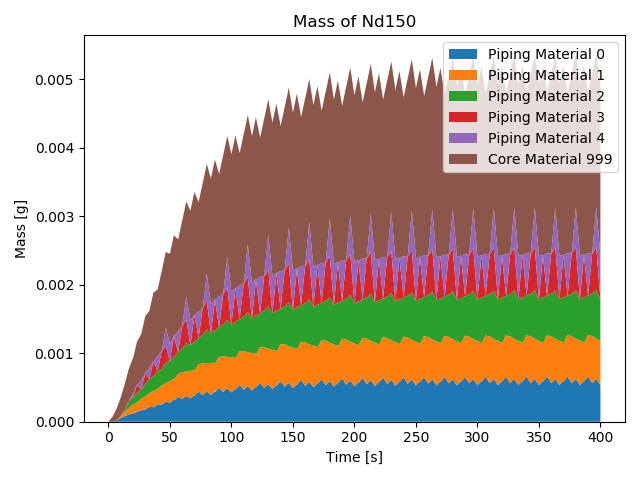 Mass of Nd150
Piping Material 0
Piping Material 1
Piping Material 2
Piping Material 3
Piping Material 4
Core Material 999
Mass [g]
0.005
0.004
0.003
0.002
0.001
0.000
0 50 100 150 200 250 300 350 400
Time [s]